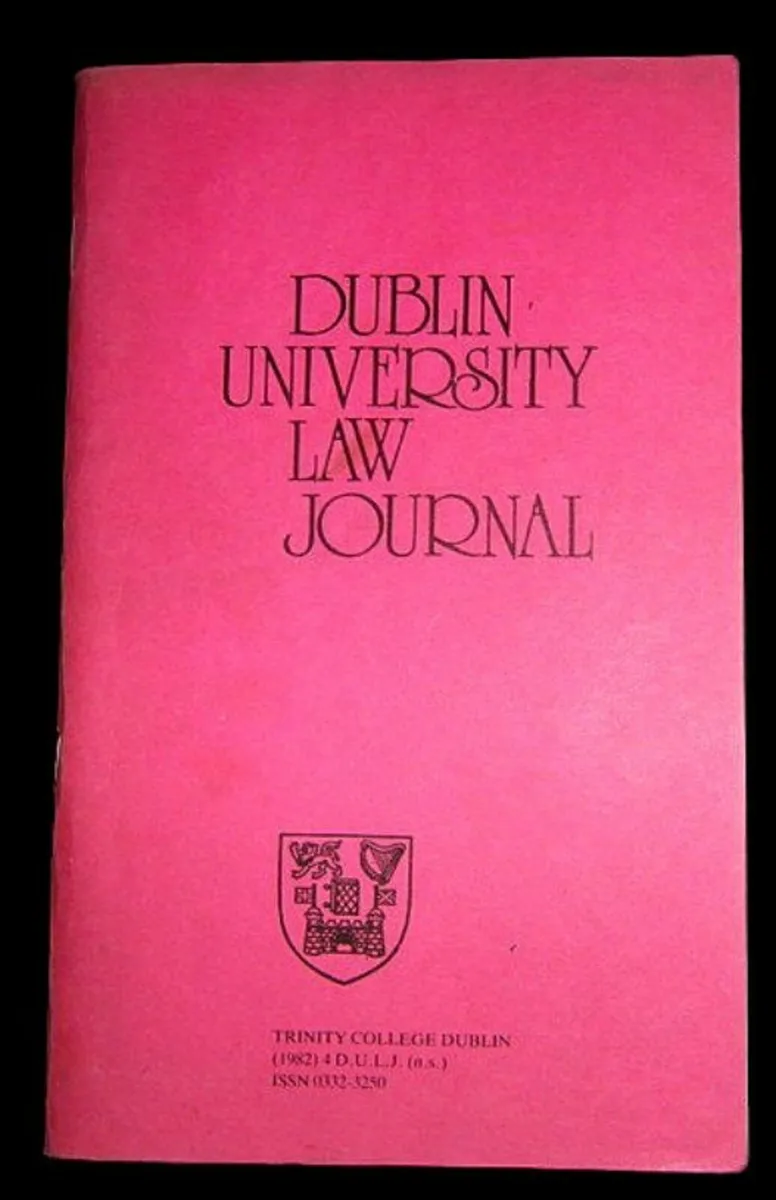 DUBLIN
UNIVERSITY
LAW
JOURNAL
TRINITY COLLEGE DUBLIN
(1982) 4 D.U.L.J. (n.s.)
ISSN 0332-3250